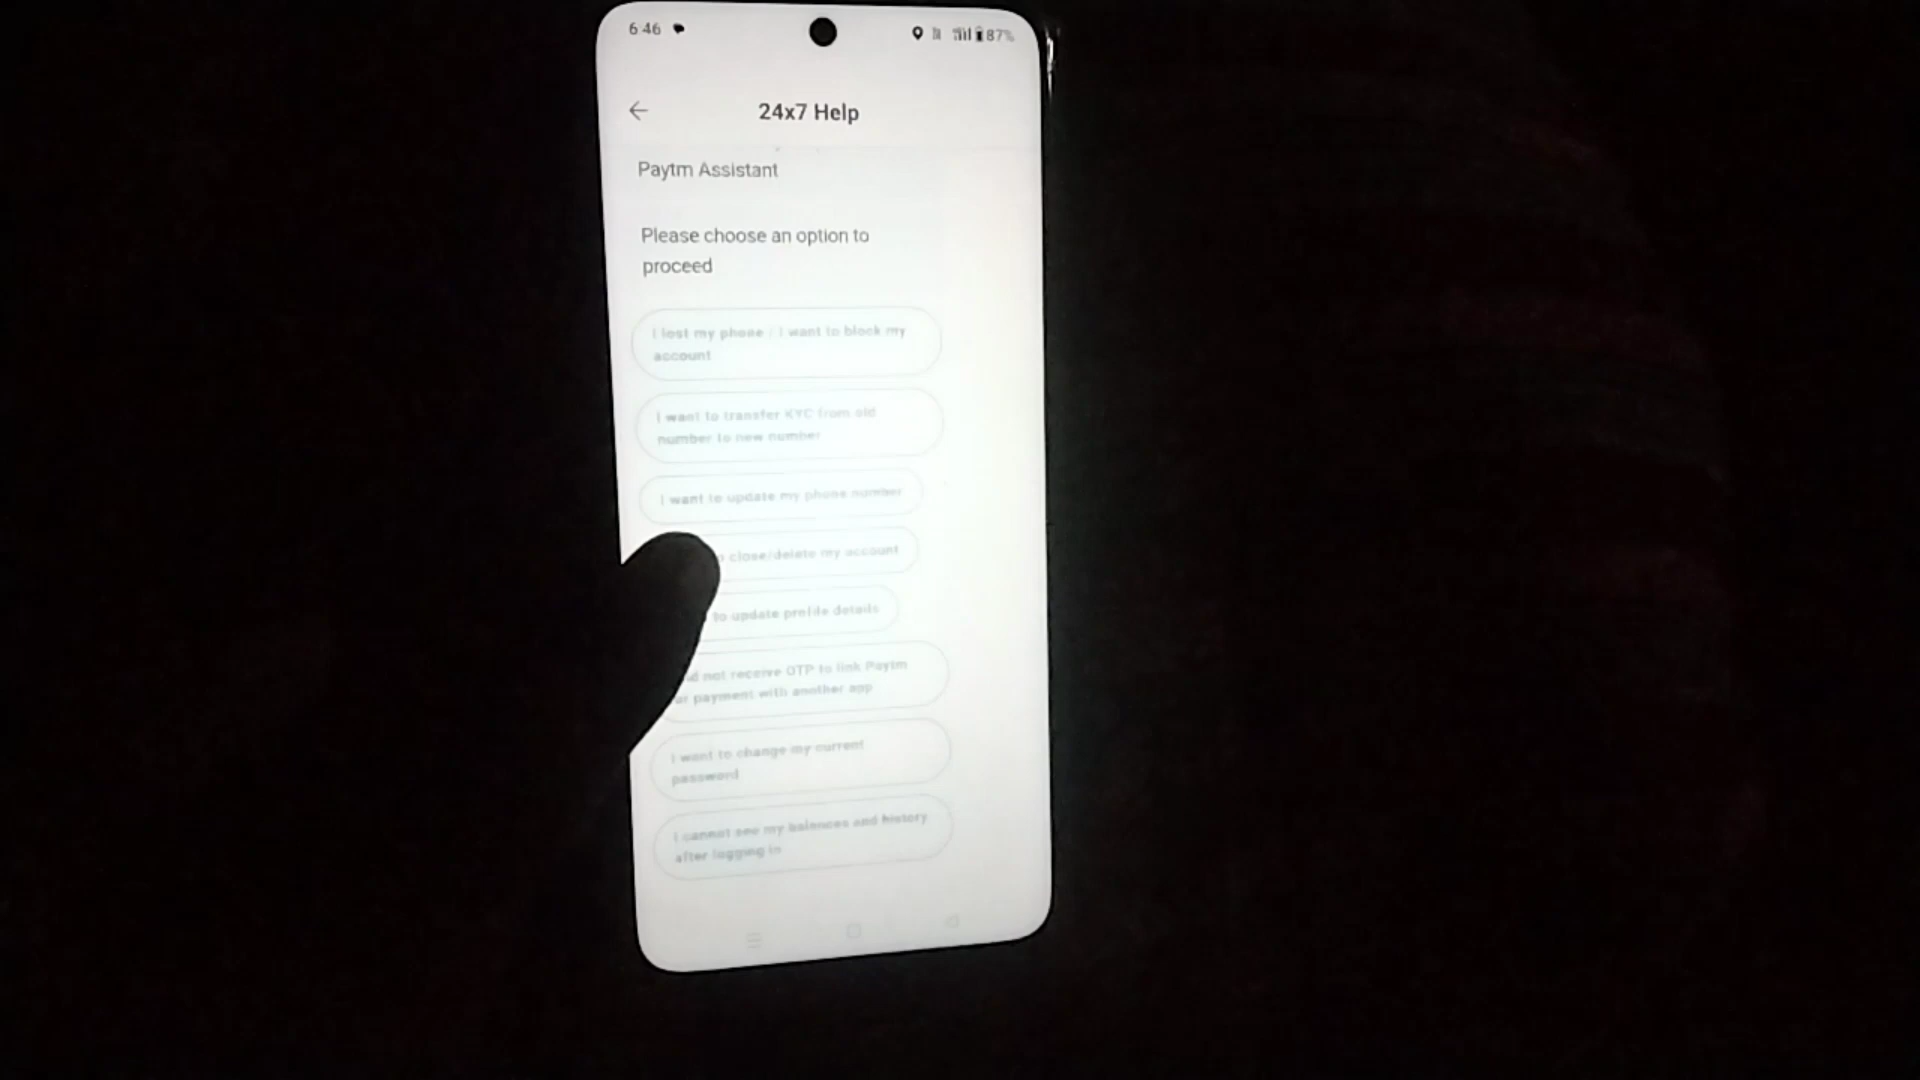 6:46 87%
24x7 Help
Paytm Assistant
Please choose an option to
proceed
I lost my phone : I want to block my
account
I want to transfer KYC from old
number to new number
I want to update my phone number
close/delete my account
to update profile details
not receive OTP to link Paytm
payment with another app
I want to change my current
password
I cannot see my balances and history
after logging in